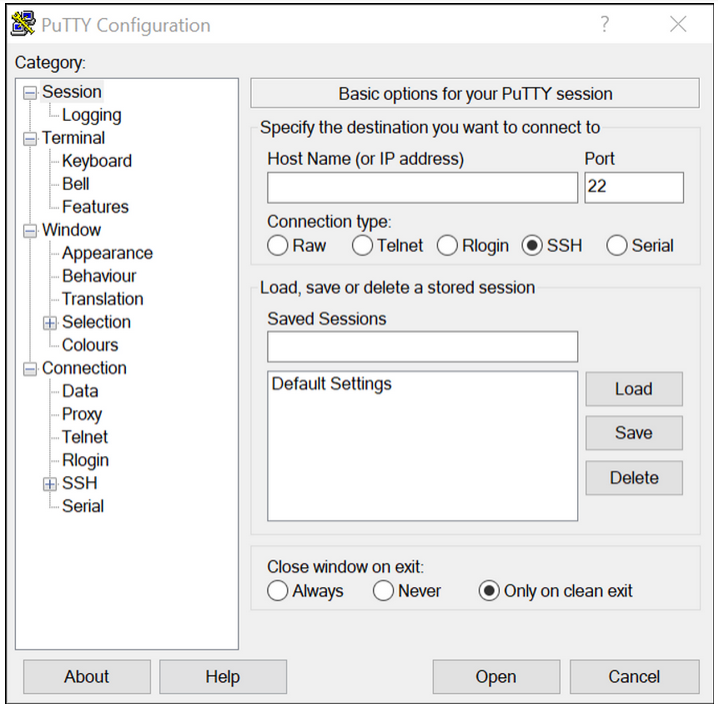 PuTTY Configuration
Category:
Session
Logging
Terminal
Keyboard
Bell
Features
Window
Appearance
Behaviour
Translation
Selection
Colours
Connection
Data
Proxy
Telnet
Rlogin
SSH
Serial
Basic options for your PuTTY session
Specify the destination you want to connect to
Host Name (or IP address) Port
22
Connection type:
Raw Telnet Rlogin SSH Serial
Load, save or delete a stored session
Saved Sessions
Default Settings
Load
Save
Delete
Close window on exit:
Always Never Only on clean exit
About Help Open Cancel